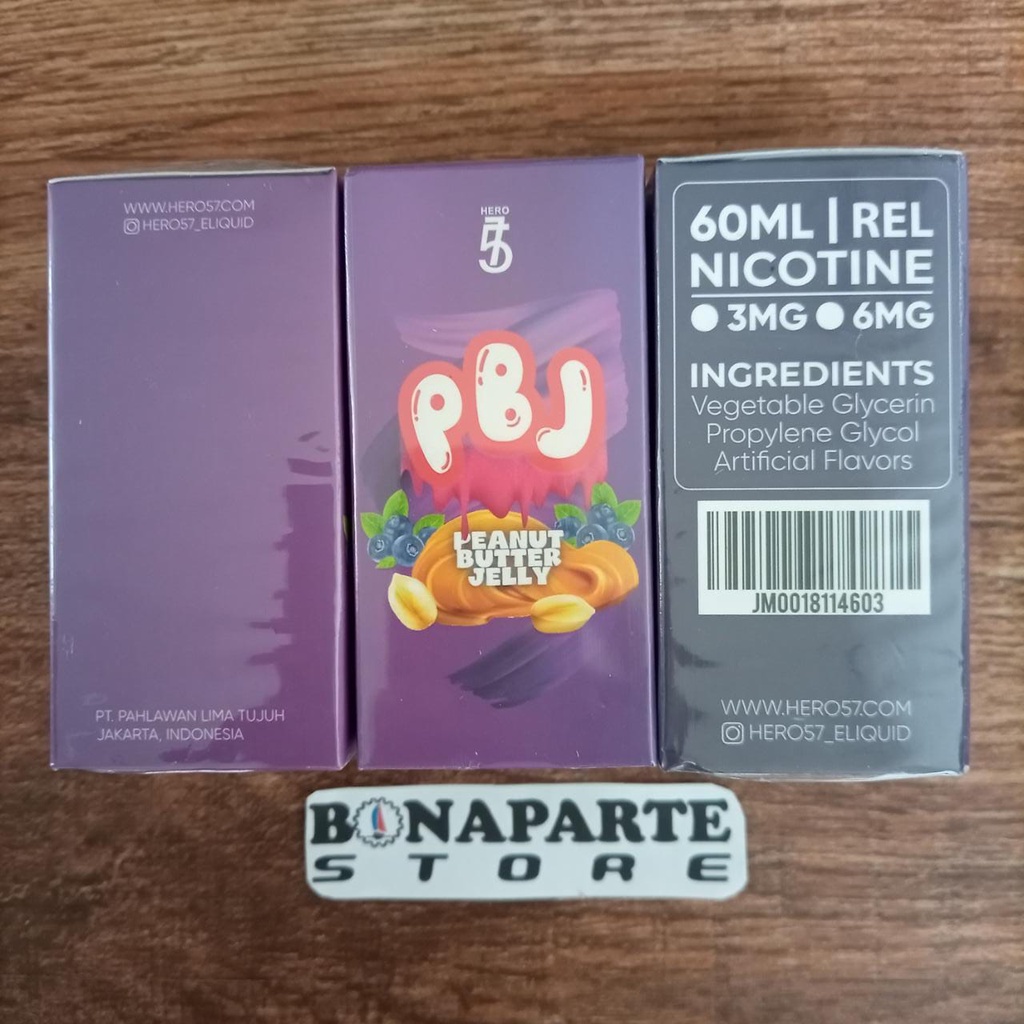 WWW.HERO57.COM
HERO57_ELIQUID
PT. PAHLAWAN LIMA TUJUH
JAKARTA, INDONESIA
HERO
57
PBJ
PEANUT
BUTTER
JELLY
60ML | REL
NICOTINE
3MG 6MG
INGREDIENTS
Vegetable Glycerin
Propylene Glycol
Artificial Flavors
JM0018114603
WWW.HERO57.COM
HERO57_ELIQUID
BONAPARTE
STORE